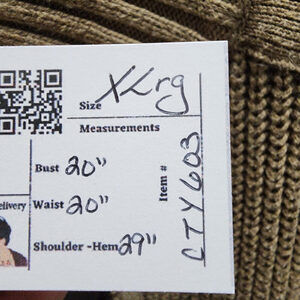 Size XLrg
Measurements
Bust 20"
Waist 20"
Shoulder -Hem 29"
Item # CTY603
elivery